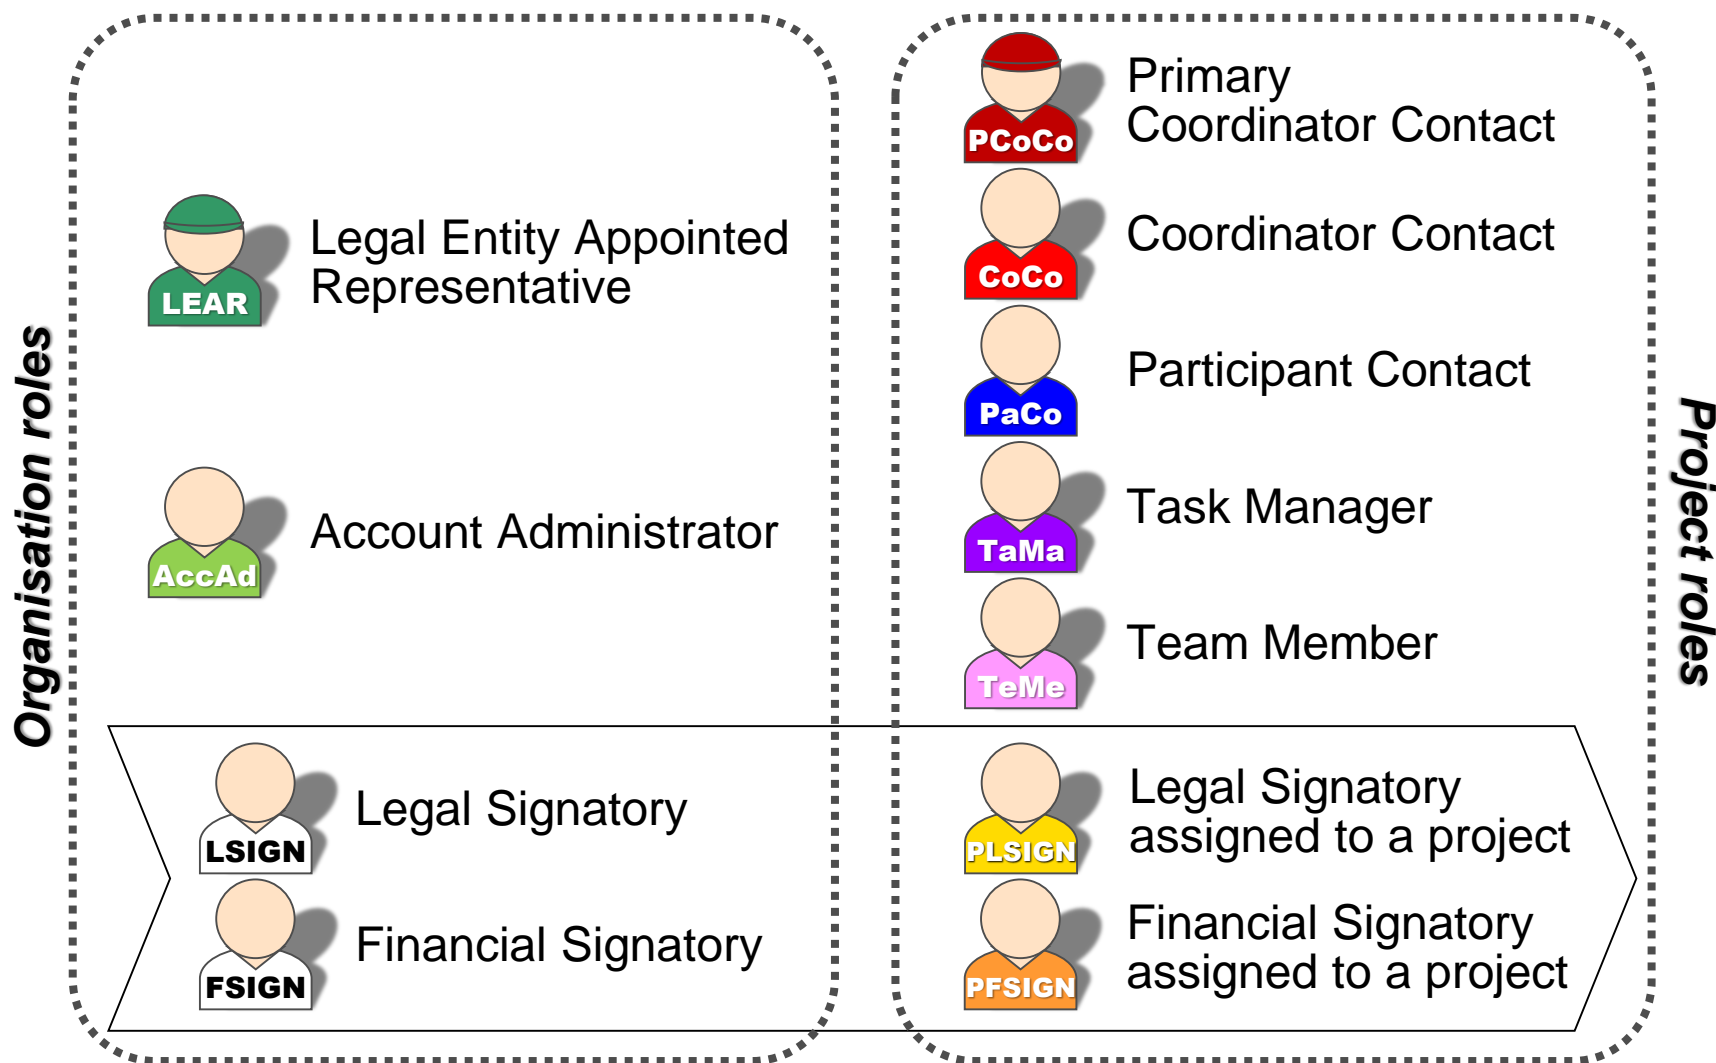 Organisation roles
LEAR
Legal Entity Appointed
Representative
AccAd
Account Administrator
LSIGN
Legal Signatory
FSIGN
Financial Signatory
PCoCo
Primary
Coordinator Contact
CoCo
Coordinator Contact
PaCo
Participant Contact
TaMa
Task Manager
TeMe
Team Member
PLSIGN
Legal Signatory
assigned to a project
PFSIGN
Financial Signatory
assigned to a project
Project roles